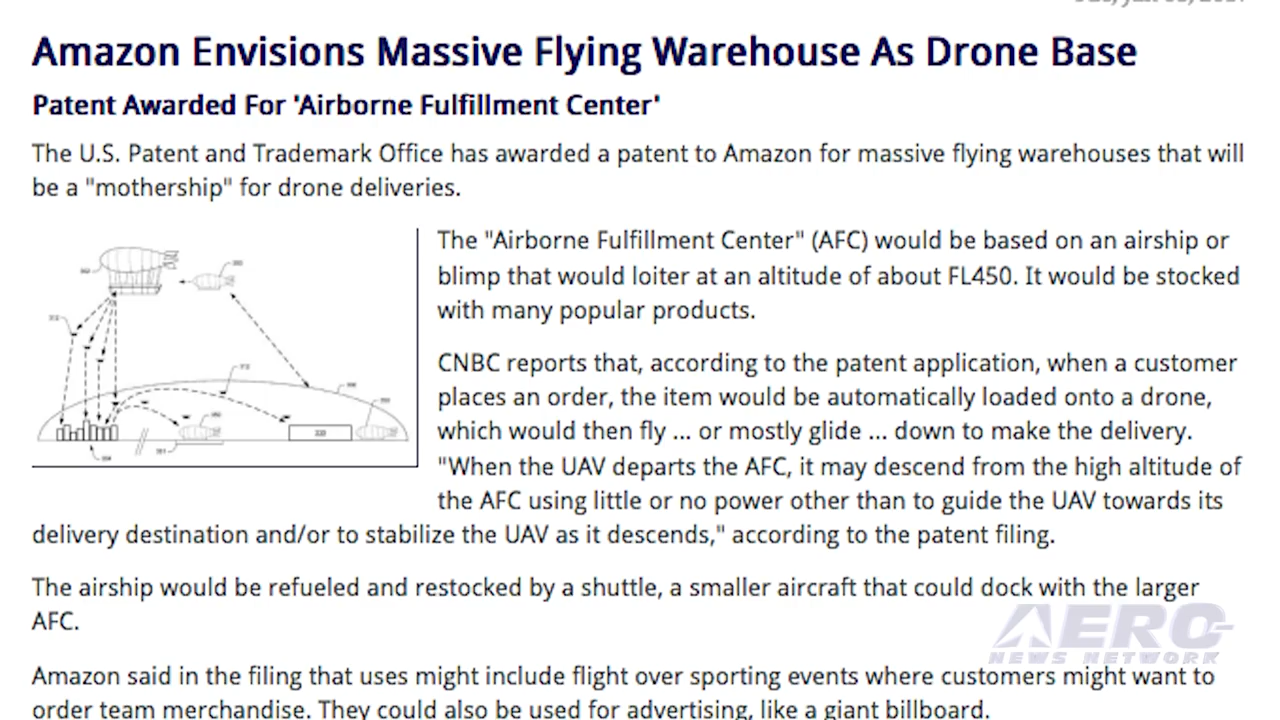 Amazon Envisions Massive Flying Warehouse As Drone Base
Patent Awarded For 'Airborne Fulfillment Center'
The U.S. Patent and Trademark Office has awarded a patent to Amazon for massive flying warehouses that will
be a "mothership" for drone deliveries.
The "Airborne Fulfillment Center" (AFC) would be based on an airship or
blimp that would loiter at an altitude of about FL450. It would be stocked
with many popular products.
CNBC reports that, according to the patent application, when a customer
places an order, the item would be automatically loaded onto a drone,
which would then fly ... or mostly glide ... down to make the delivery.
"When the UAV departs the AFC, it may descend from the high altitude of
the AFC using little or no power other than to guide the UAV towards its
delivery destination and/or to stabilize the UAV as it descends," according to the patent filing.
The airship would be refueled and restocked by a shuttle, a smaller aircraft that could dock with the larger
AFC.
AERO
NEWS NETWORK
Amazon said in the filing that uses might include flight over sporting events where customers might want to
order team merchandise. They could also be used for advertising, like a giant billboard.